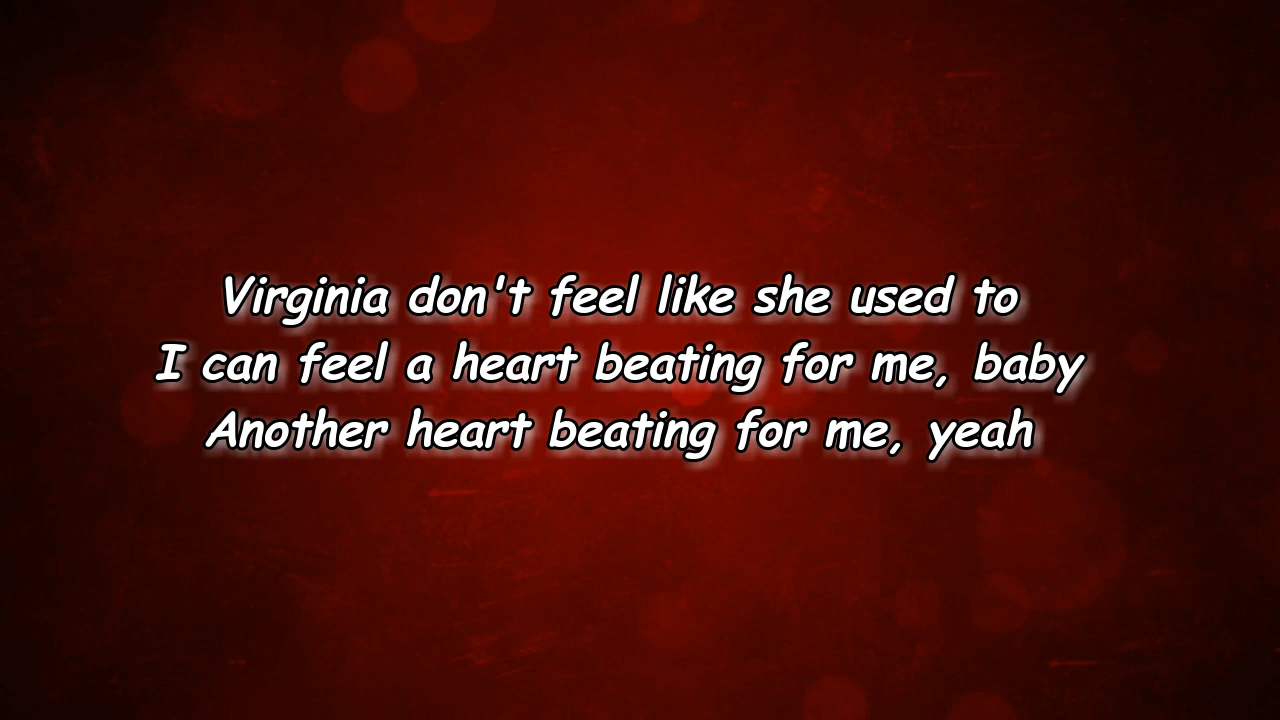 Virginia don't feel like she used to
I can feel a heart beating for me, baby
Another heart beating for me, yeah